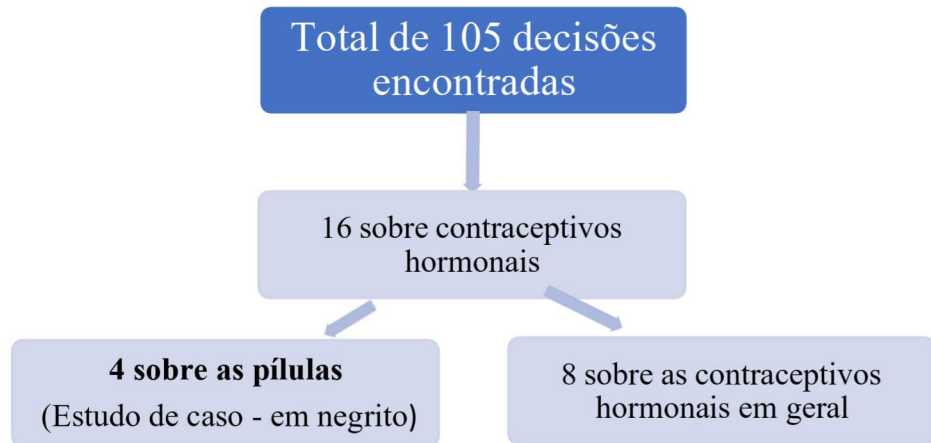 Total de 105 decisões
encontradas
16 sobre contraceptivos
hormonais
4 sobre as pílulas
(Estudo de caso - em negrito)
8 sobre as contraceptivos
hormonais em geral